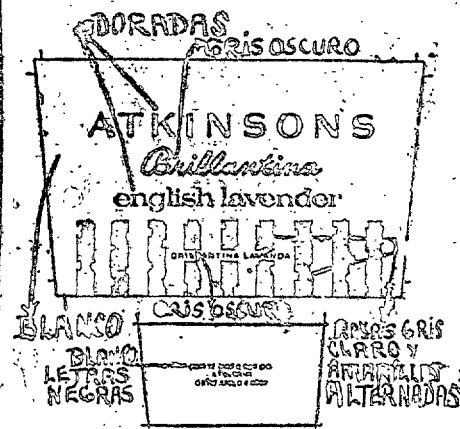 DORADAS
GRIS OSCURO
ATKINSONS
Brillantina
english lavender
BRILLANTINA LAVANDA
GRIS OSCURO
BLANCO
BLANCO
LETRAS
NEGRAS
RAYAS GRIS
CLARO Y
AMARILLAS
ALTERNADAS